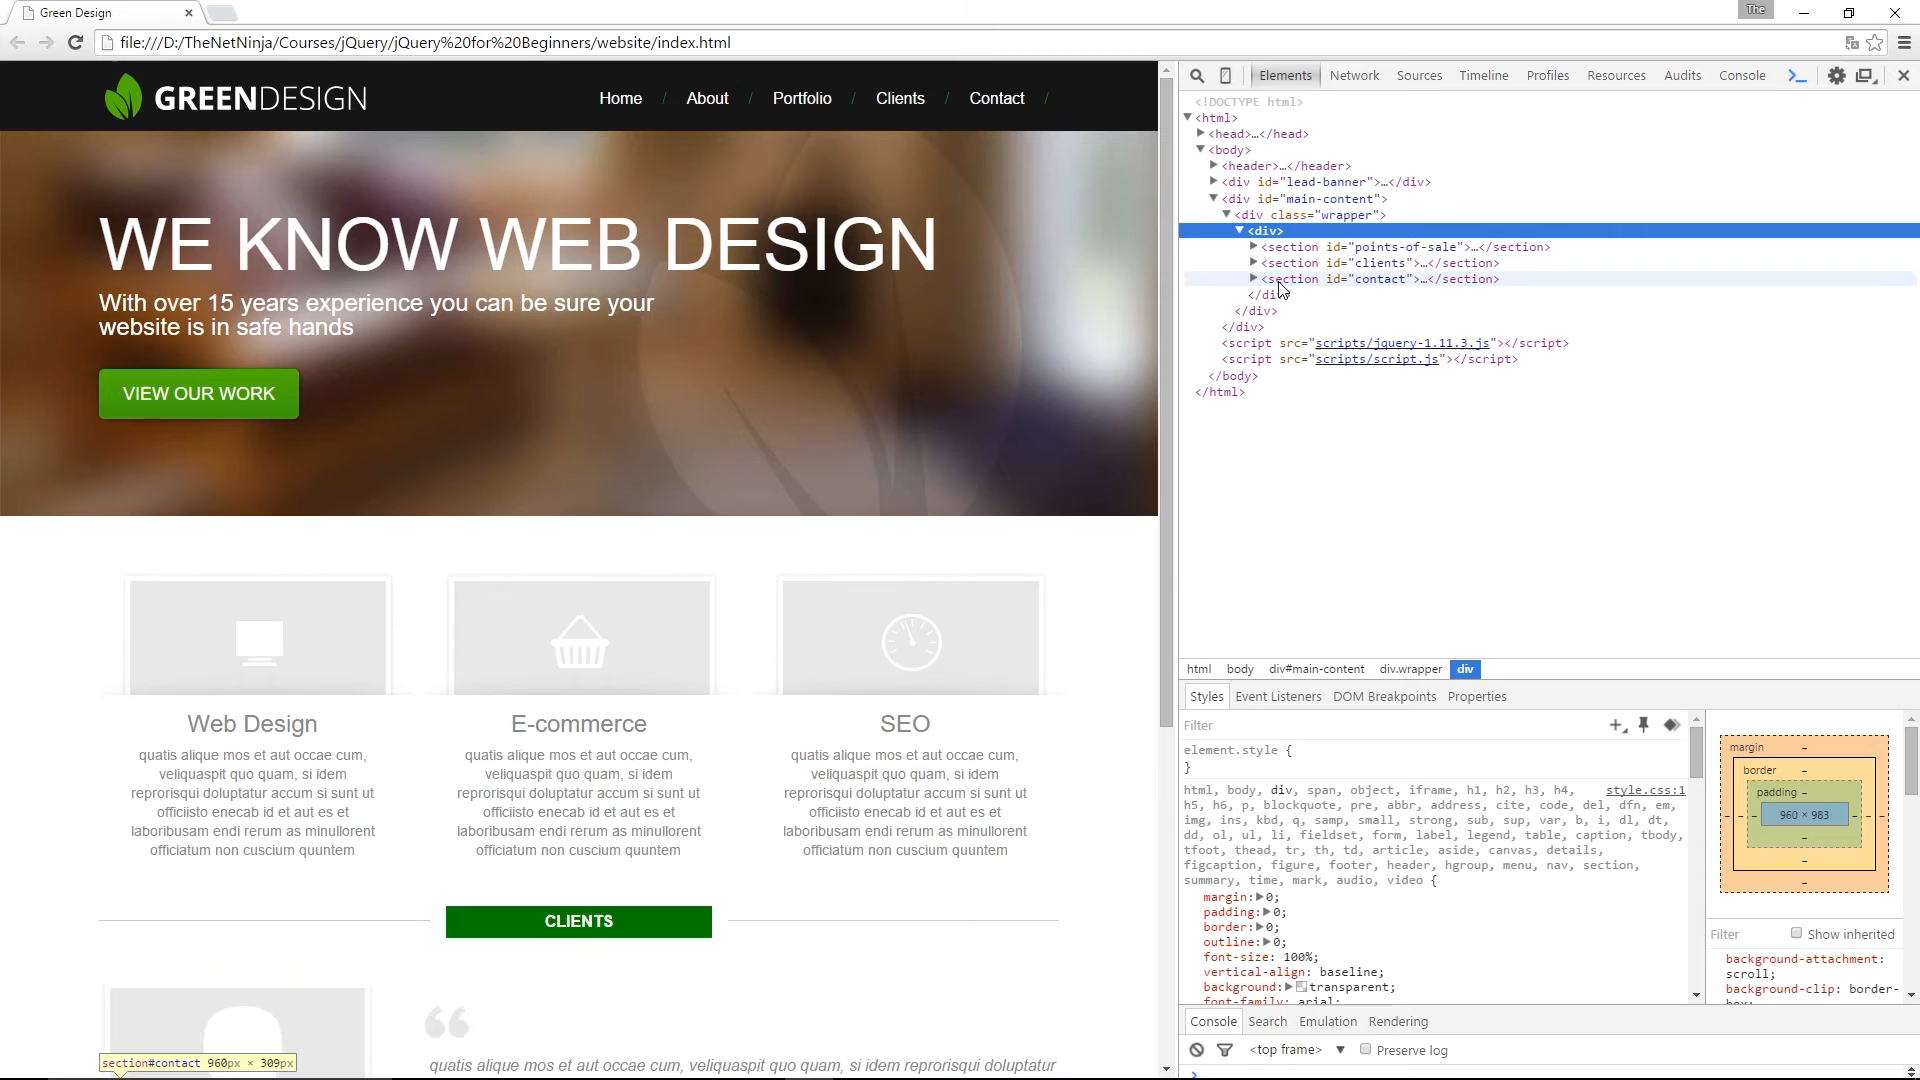 Green Design
The
file:///D:/TheNetNinja/Courses/jQuery/jQuery%20for%20Beginners/website/index.html
GREENDESIGN
Home / About / Portfolio / Clients / Contact /
WE KNOW WEB DESIGN
With over 15 years experience you can be sure your
website is in safe hands
VIEW OUR WORK
Web Design
quatis alique mos et aut occae cum,
veliquaspit quo quam, si idem
reprorisqui doluptatur accum si sunt ut
officiisto enecab id et aut es et
laboribusam endi rerum as minullorent
officiatum non cuscium quuntem
E-commerce
quatis alique mos et aut occae cum,
veliquaspit quo quam, si idem
reprorisqui doluptatur accum si sunt ut
officiisto enecab id et aut es et
laboribusam endi rerum as minullorent
officiatum non cuscium quuntem
SEO
quatis alique mos et aut occae cum,
veliquaspit quo quam, si idem
reprorisqui doluptatur accum si sunt ut
officiisto enecab id et aut es et
laboribusam endi rerum as minullorent
officiatum non cuscium quuntem
CLIENTS
quatis alique mos et aut occae cum, veliquaspit quo quam, si idem reprorisqui doluptatur
section#contact 960px × 309px
Elements Network Sources Timeline Profiles Resources Audits Console
<!DOCTYPE html>
<html>
<head>…</head>
<body>
<header>…</header>
<div id="lead-banner">…</div>
<div id="main-content">
<div class="wrapper">
<div>
<section id="points-of-sale">…</section>
<section id="clients">…</section>
<section id="contact">…</section>
</div>
</div>
</div>
<script src="scripts/jquery-1.11.3.js"></script>
<script src="scripts/script.js"></script>
</body>
</html>
html body div#main-content div.wrapper div
Styles Event Listeners DOM Breakpoints Properties
Filter
element.style {
}
style.css:1
html, body, div, span, object, iframe, h1, h2, h3, h4,
h5, h6, p, blockquote, pre, abbr, address, cite, code, del, dfn, em,
img, ins, kbd, q, samp, small, strong, sub, sup, var, b, i, dl, dt,
dd, ol, ul, li, fieldset, form, label, legend, table, caption, tbody,
tfoot, thead, tr, th, td, article, aside, canvas, details,
figcaption, figure, footer, header, hgroup, menu, nav, section,
summary, time, mark, audio, video {
margin: 0;
padding: 0;
border: 0;
outline: 0;
font-size: 100%;
vertical-align: baseline;
background: transparent;
font-family: arial;
margin –
border –
padding –
– – – 960 × 983 – – –
–
–
–
Filter Show inherited
background-attachment:
scroll;
background-clip: border-
box;
Console Search Emulation Rendering
<top frame> Preserve log